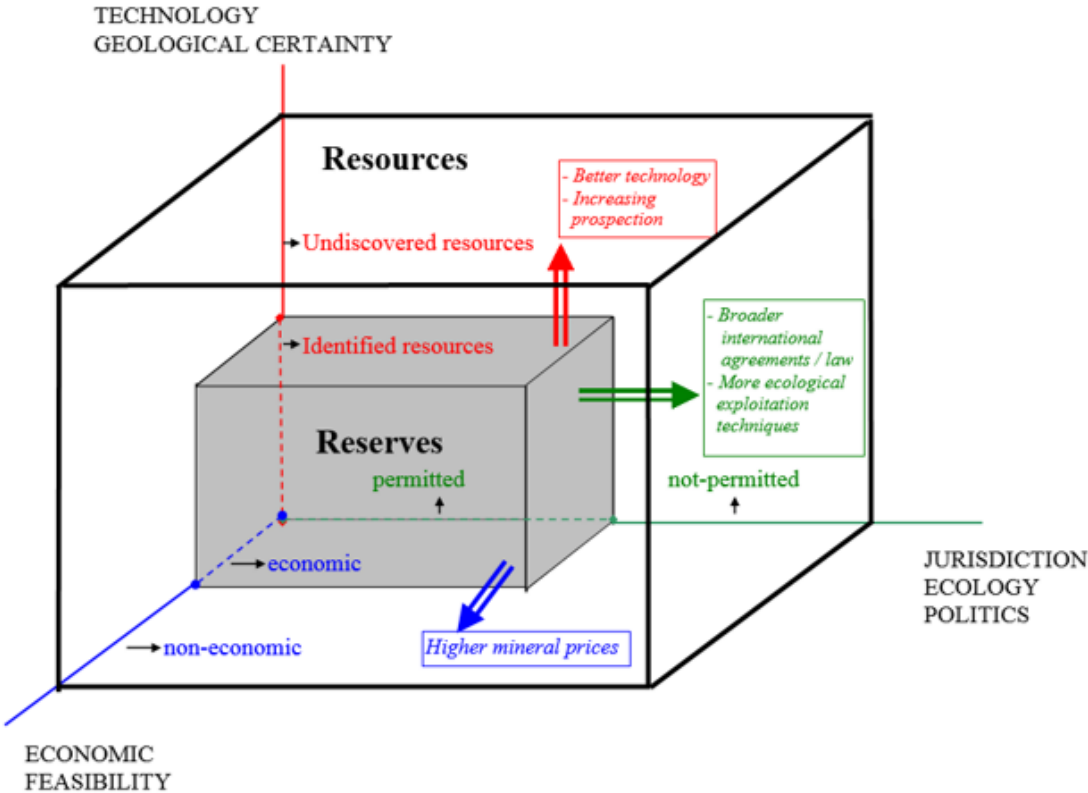 TECHNOLOGY
GEOLOGICAL CERTAINTY
Resources
- Better technology
- Increasing
prospection
Undiscovered resources
- Broader
international
agreements / law
- More ecological
exploitation
techniques
Identified resources
Reserves
permitted
not-permitted
economic
JURISDICTION
ECOLOGY
POLITICS
non-economic
Higher mineral prices
ECONOMIC
FEASIBILITY